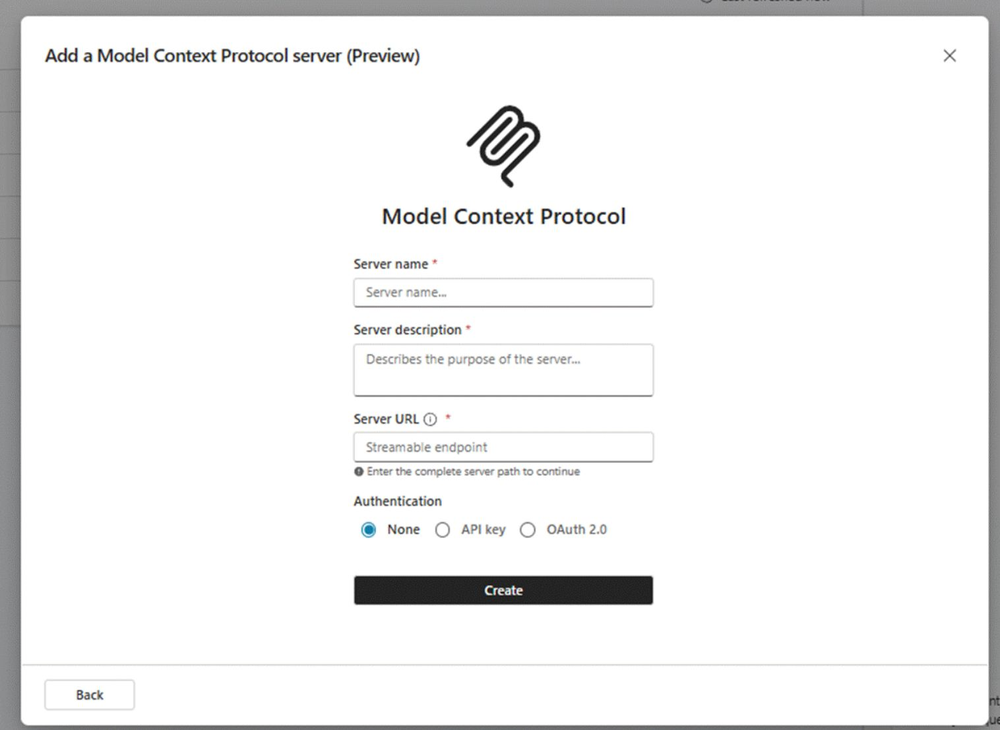 Add a Model Context Protocol server (Preview)
Model Context Protocol
Server name *
Server name...
Server description *
Describes the purpose of the server...
Server URL *
Streamable endpoint
Enter the complete server path to continue
Authentication
None API key OAuth 2.0
Create
Back